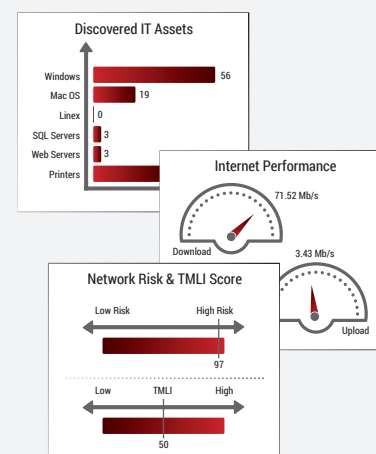 Discovered IT Assets
Windows
56
Mac OS
19
Linex
0
SQL Servers
3
Web Servers
3
Printers
Internet Performance
71.52 Mb/s
Download
3.43 Mb/s
Upload
Network Risk & TMLI Score
Low Risk High Risk
97
Low TMLI High
50